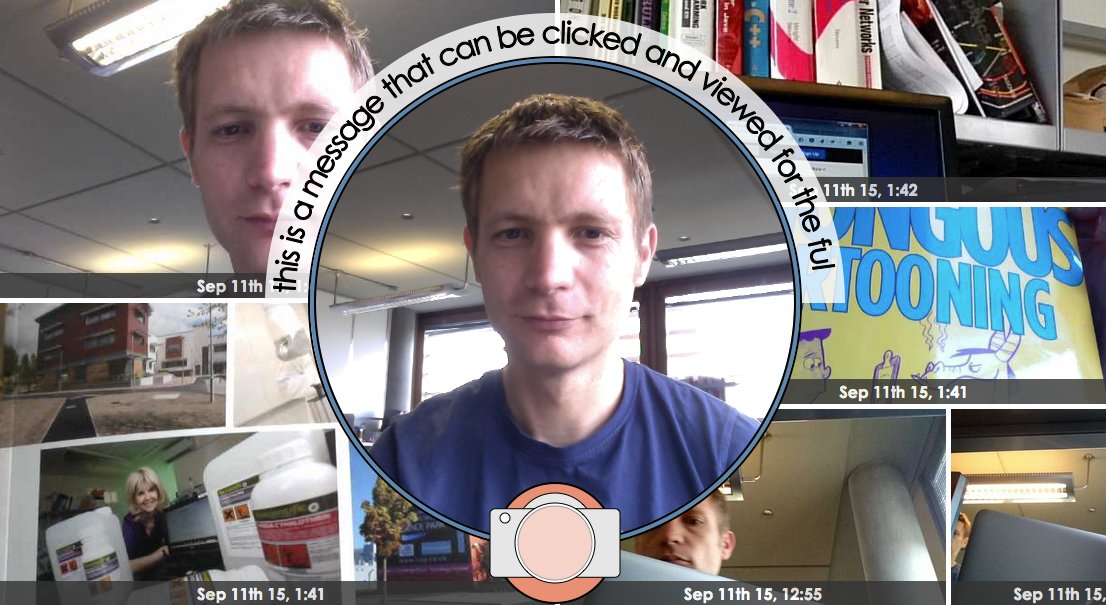 this is a message that can be clicked and viewed for the ful
C++
Networks
11th 15, 1:42
NGOUS
TOONING
Sep 11th 15, 1:41
Sep 11th
Sep 11th 15, 1:41
Sep 11th 15, 12:55
Sep 11th 15,